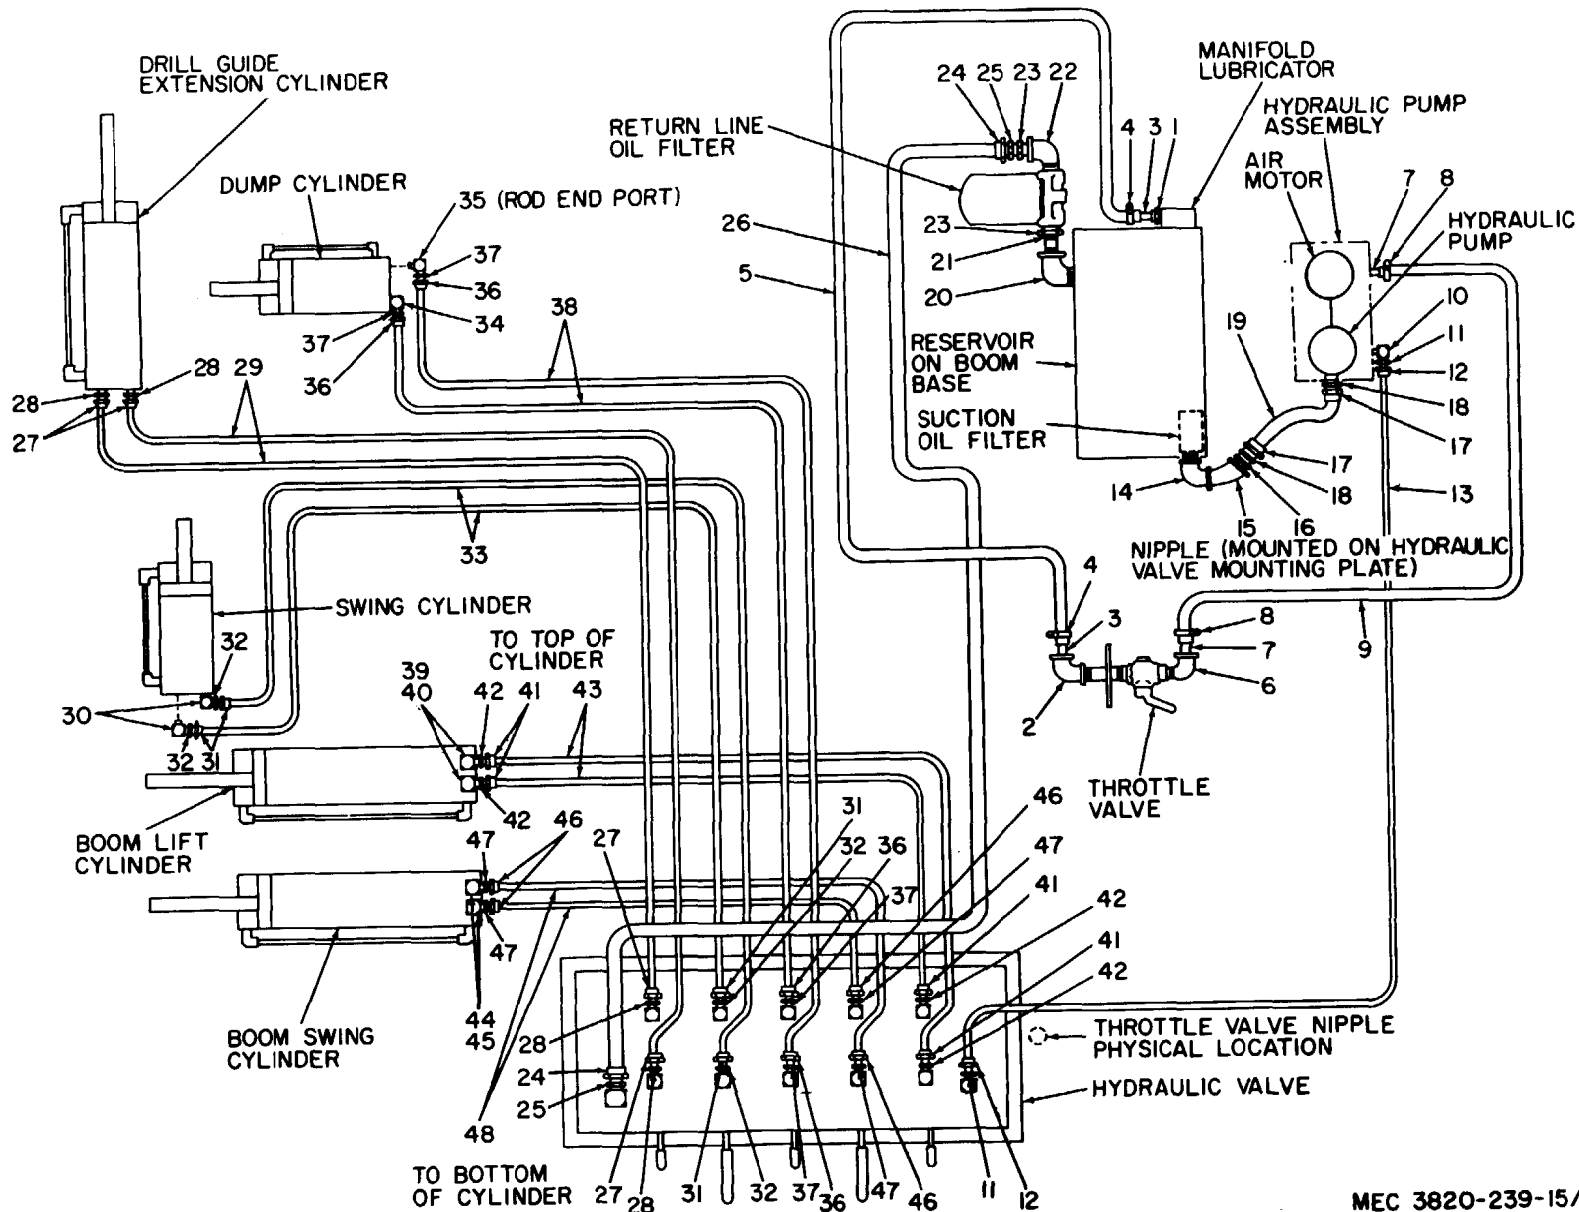 DRILL GUIDE
EXTENSION CYLINDER
MANIFOLD
LUBRICATOR
24 25 23 22
RETURN LINE
OIL FILTER
4 3 1
HYDRAULIC PUMP
ASSEMBLY
AIR
MOTOR
7 8
DUMP CYLINDER
35 (ROD END PORT)
HYDRAULIC
PUMP
26
23
37
5
21
36
20
10
34
19
11
37
38
RESERVOIR
ON BOOM
BASE
36
12
28 29
28
18
27
SUCTION
OIL FILTER
17
17
18
13
14
15 16
33
NIPPLE (MOUNTED ON HYDRAULIC
VALVE MOUNTING PLATE)
4
SWING CYLINDER
3
8
32
TO TOP OF
CYLINDER
7
9
39
40
42 41 43
6
30
2
32 31
THROTTLE
VALVE
46
31
42
46
BOOM LIFT
CYLINDER
47
27
32 36
47
37
41
42
47
41
42
44
45
28
BOOM SWING
CYLINDER
THROTTLE VALVE NIPPLE
PHYSICAL LOCATION
24
25
HYDRAULIC VALVE
48
TO BOTTOM
OF CYLINDER
27 28 31 32 37 36 47 46 11 12
MEC 3820-239-15/